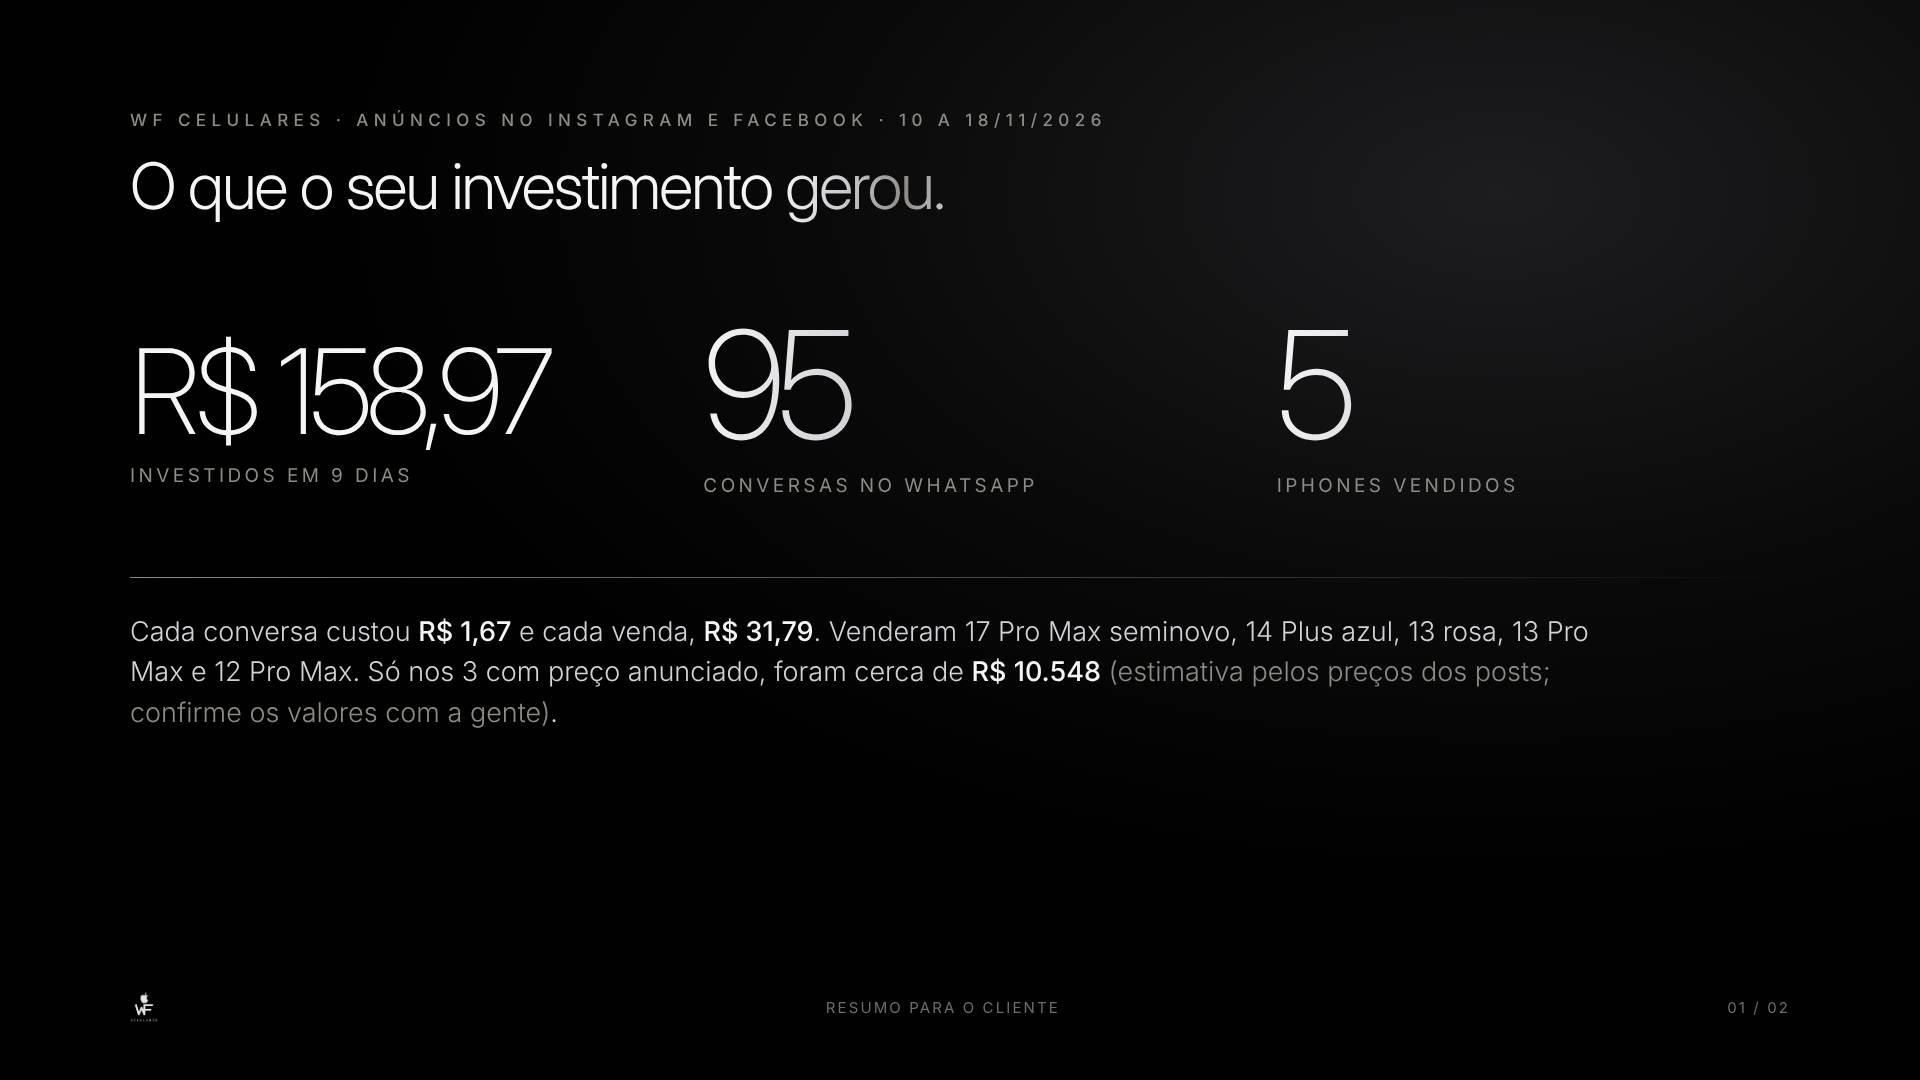 WF CELULARES · ANÚNCIOS NO INSTAGRAM E FACEBOOK · 10 A 18/11/2026
O que o seu investimento gerou.
R$ 158,97
INVESTIDOS EM 9 DIAS
95
CONVERSAS NO WHATSAPP
5
IPHONES VENDIDOS
Cada conversa custou R$ 1,67 e cada venda, R$ 31,79. Venderam 17 Pro Max seminovo, 14 Plus azul, 13 rosa, 13 Pro
Max e 12 Pro Max. Só nos 3 com preço anunciado, foram cerca de R$ 10.548 (estimativa pelos preços dos posts;
confirme os valores com a gente).
WF
RESUMO PARA O CLIENTE
01 / 02